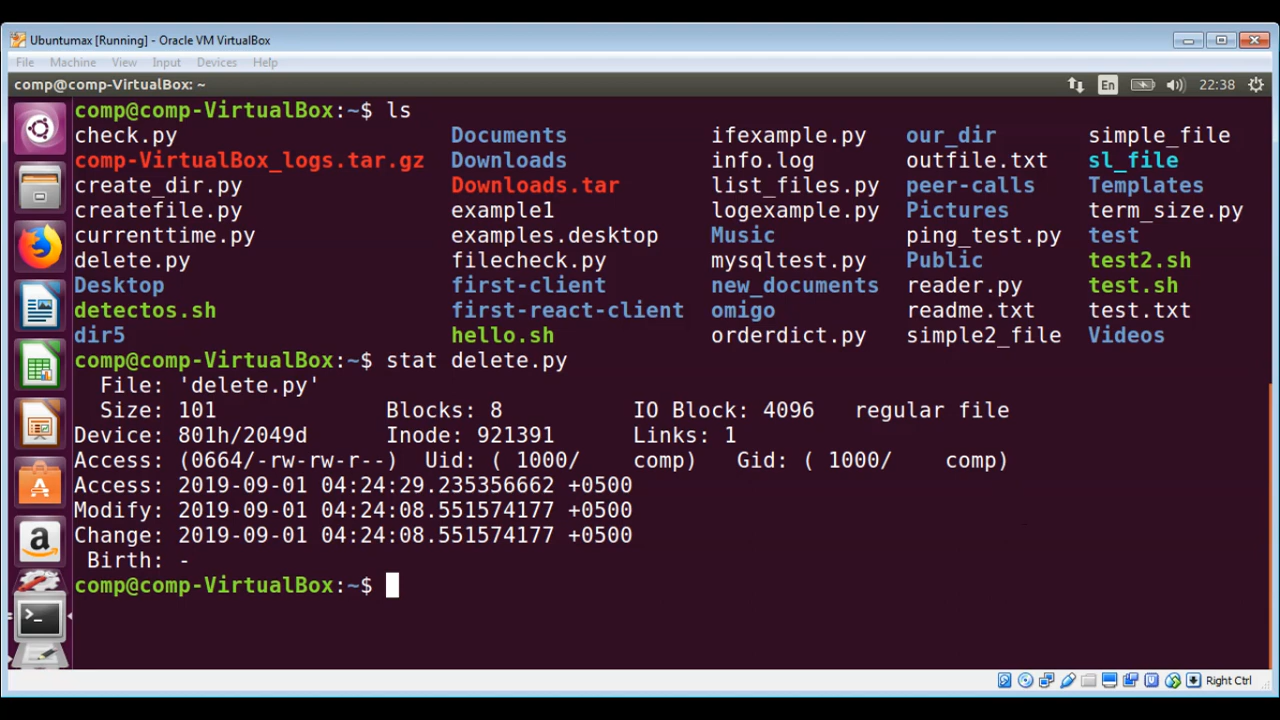 Ubuntumax [Running] - Oracle VM VirtualBox
File Machine View Input Devices Help
comp@comp-VirtualBox: ~ En 22:38
comp@comp-VirtualBox:~$ ls
check.py Documents ifexample.py our_dir simple_file
comp-VirtualBox_logs.tar.gz Downloads info.log outfile.txt sl_file
create_dir.py Downloads.tar list_files.py peer-calls Templates
createfile.py example1 logexample.py Pictures term_size.py
currenttime.py examples.desktop Music ping_test.py test
delete.py filecheck.py mysqltest.py Public test2.sh
Desktop first-client new_documents reader.py test.sh
detectos.sh first-react-client omigo readme.txt test.txt
dir5 hello.sh orderdict.py simple2_file Videos
comp@comp-VirtualBox:~$ stat delete.py
File: 'delete.py'
Size: 101 Blocks: 8 IO Block: 4096 regular file
Device: 801h/2049d Inode: 921391 Links: 1
Access: (0664/-rw-rw-r--) Uid: ( 1000/ comp) Gid: ( 1000/ comp)
Access: 2019-09-01 04:24:29.235356662 +0500
Modify: 2019-09-01 04:24:08.551574177 +0500
Change: 2019-09-01 04:24:08.551574177 +0500
Birth: -
comp@comp-VirtualBox:~$
Right Ctrl